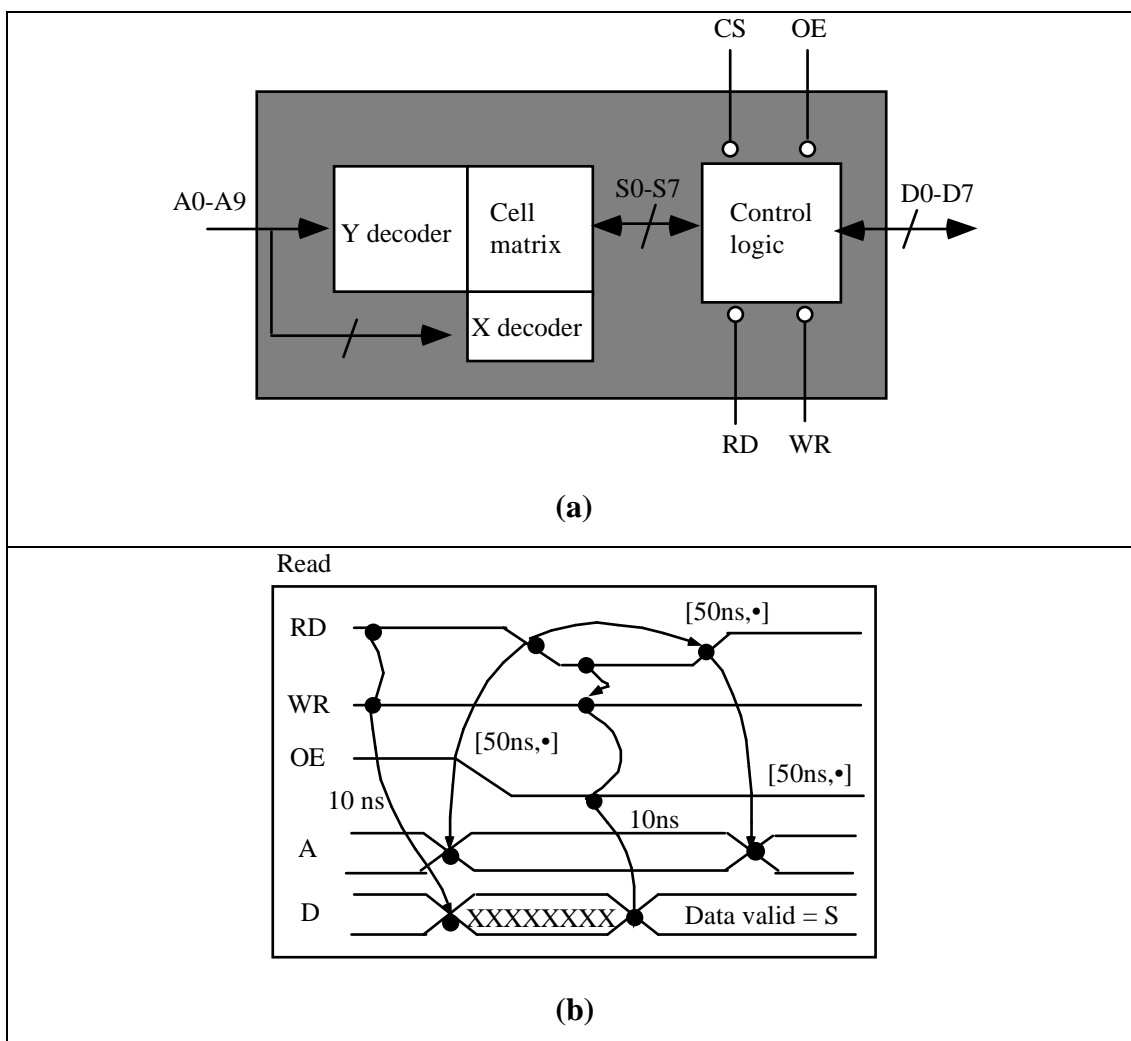 CS OE
A0-A9
S0-S7
D0-D7
Y decoder
Cell
matrix
Control
logic
X decoder
RD WR
(a)
Read
RD
[50ns,•]
WR
OE
[50ns,•]
[50ns,•]
10 ns
10ns
A
D
XXXXXXXX
Data valid = S
(b)